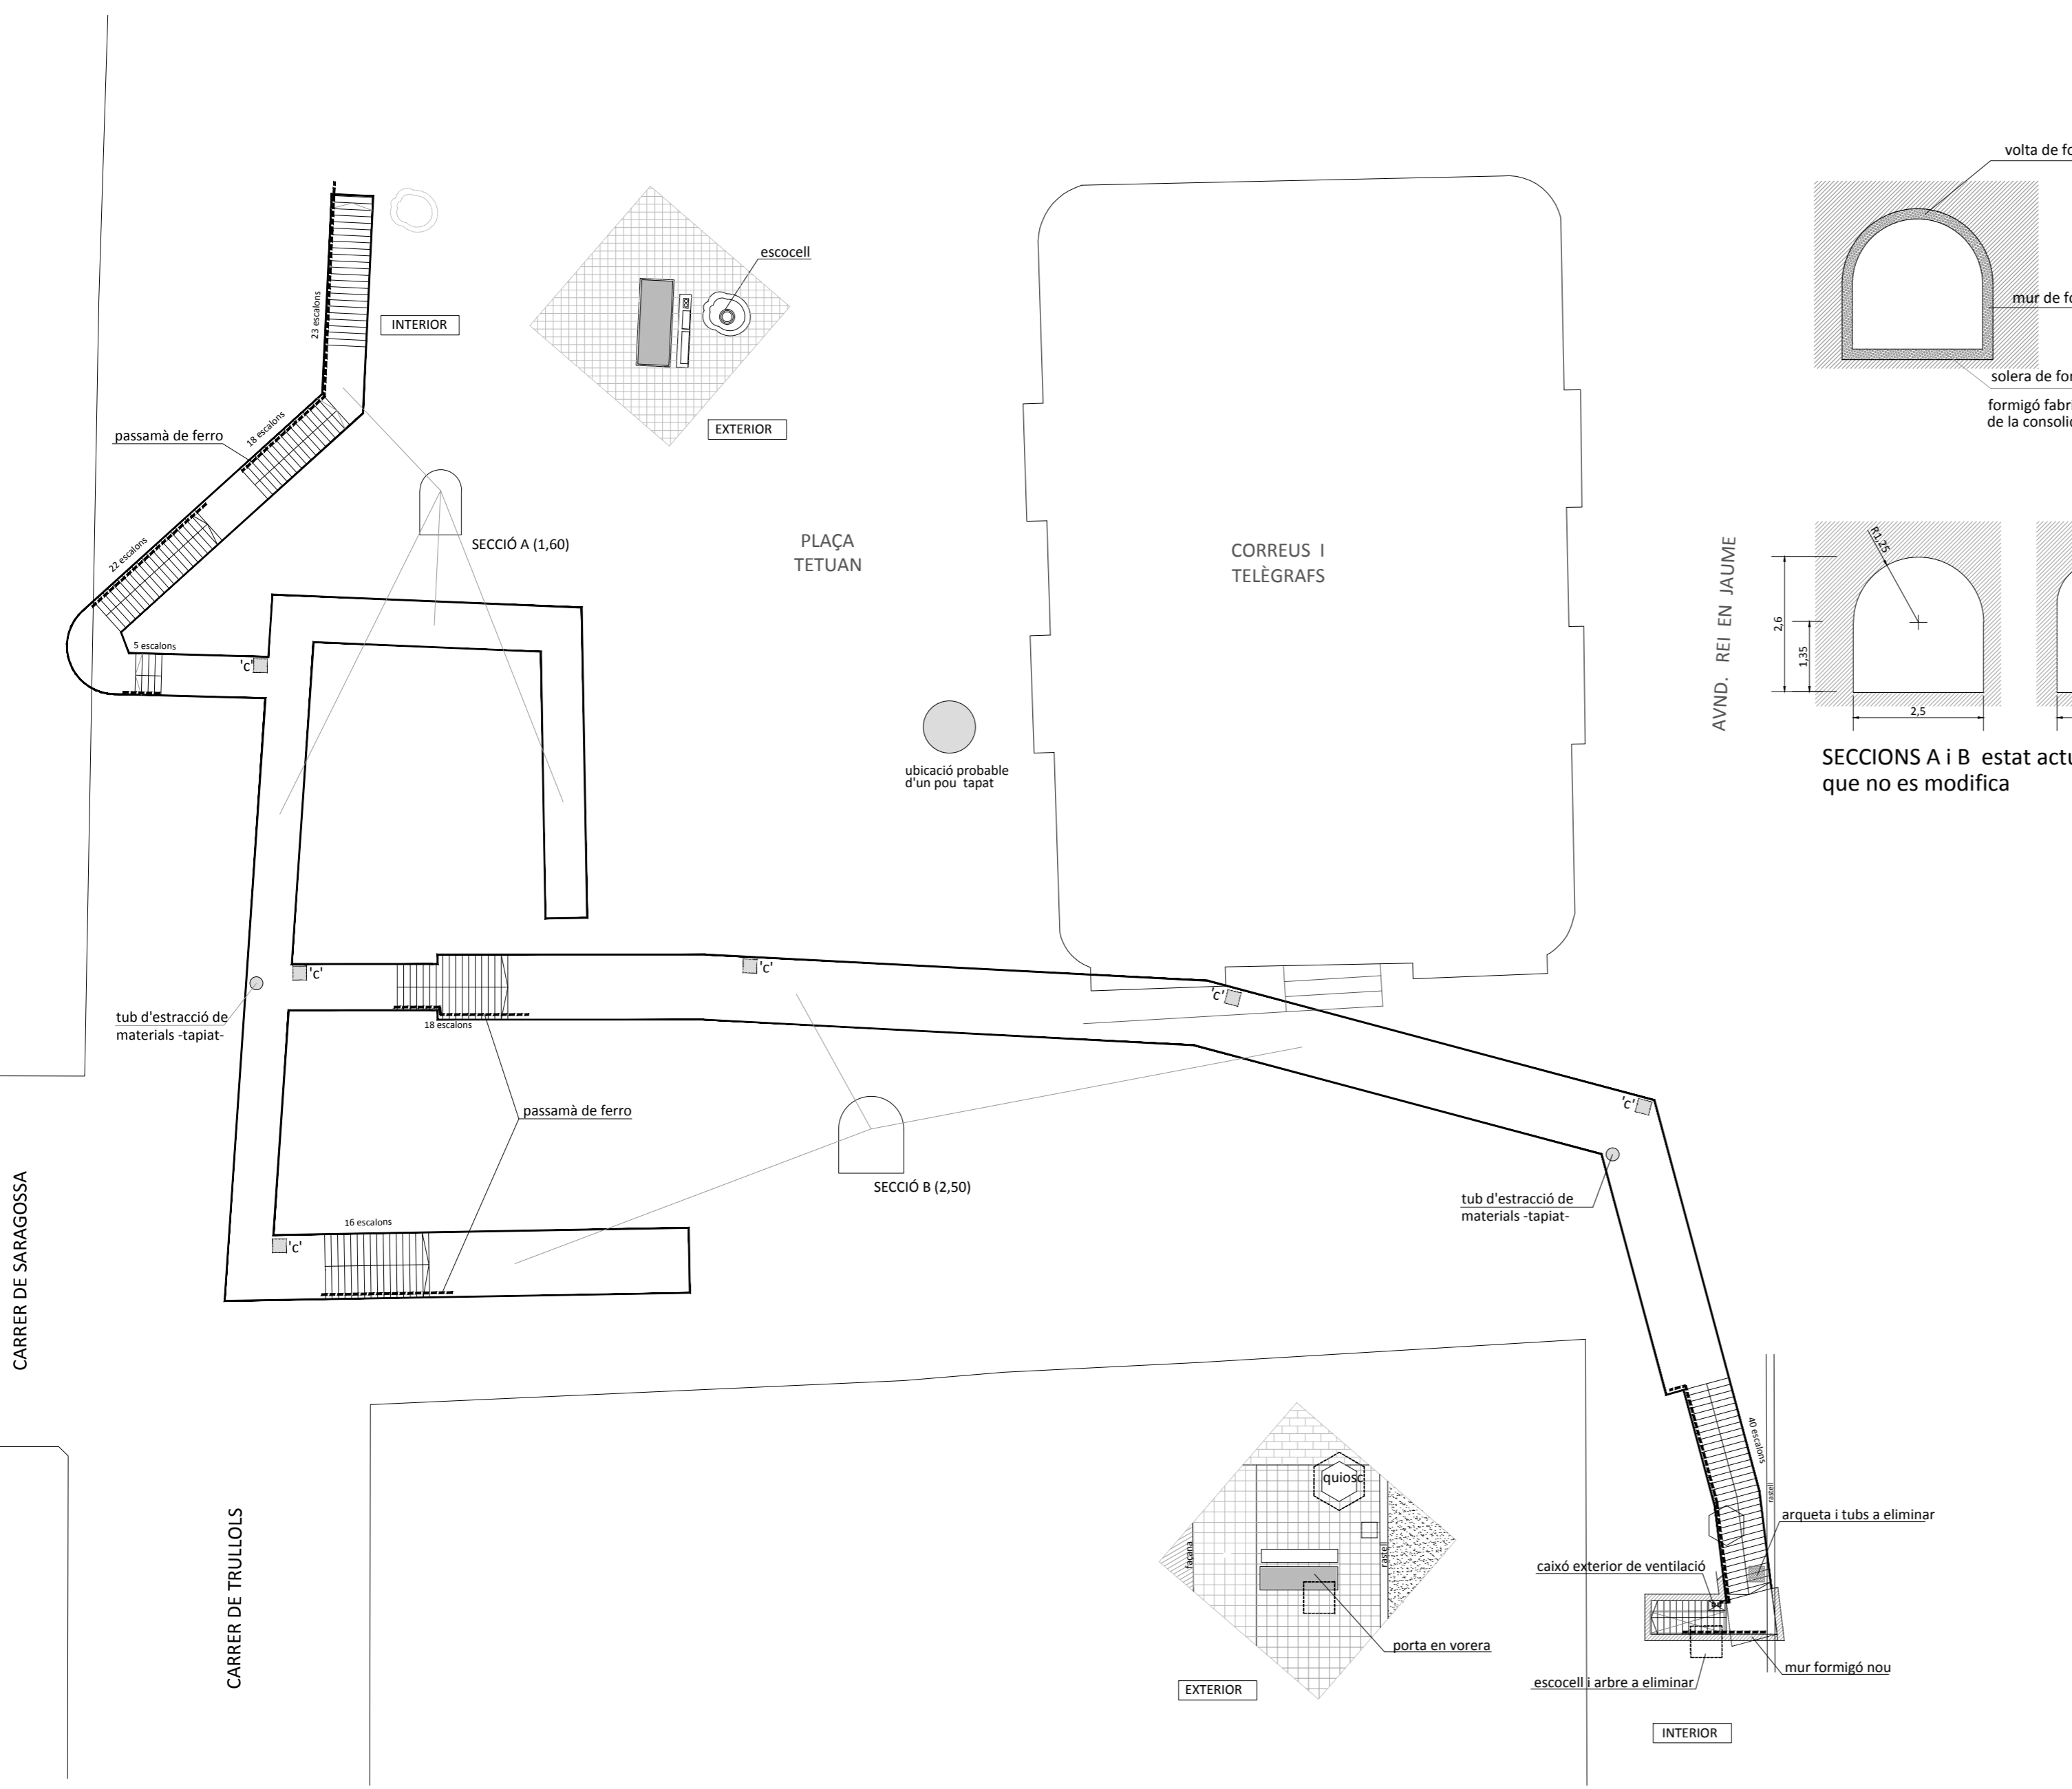 volta de fo
escocell
23 escalons
INTERIOR
mur de fo
solera de for
formigó fabri
de la consolid
18 escalons
EXTERIOR
passamà de ferro
SECCIÓ A (1,60)
PLAÇA
TETUAN
CORREUS I
TELÈGRAFS
AVND. REI EN JAUME
R1,25
2,6
1,35
2,5
22 escalons
5 escalons
'c'
SECCIONS A i B estat actu
que no es modifica
ubicació probable
d'un pou tapat
'c'
'c'
'c'
tub d'estracció de
materials -tapiat-
18 escalons
passamà de ferro
'c'
SECCIÓ B (2,50)
tub d'estracció de
materials -tapiat-
16 escalons
'c'
CARRER DE SARAGOSSA
CARRER DE TRULLOLS
quiosc
façana
rastell
40 escalons
rastell
arqueta i tubs a eliminar
caixó exterior de ventilació
porta en vorera
mur formigó nou
escocell i arbre a eliminar
EXTERIOR
INTERIOR